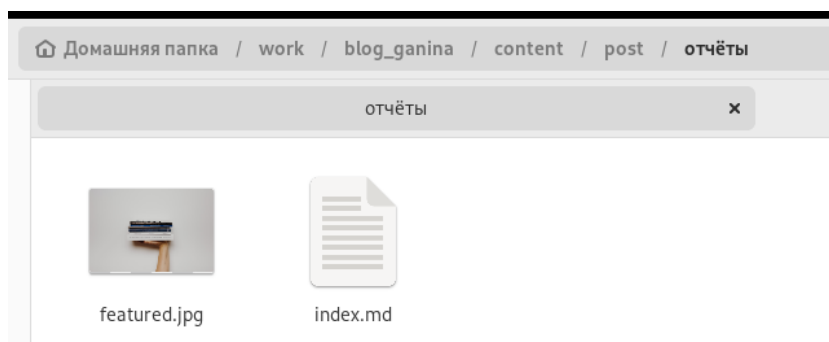 Домашняя папка / work / blog_ganina / content / post / отчёты
отчёты ×
featured.jpg index.md